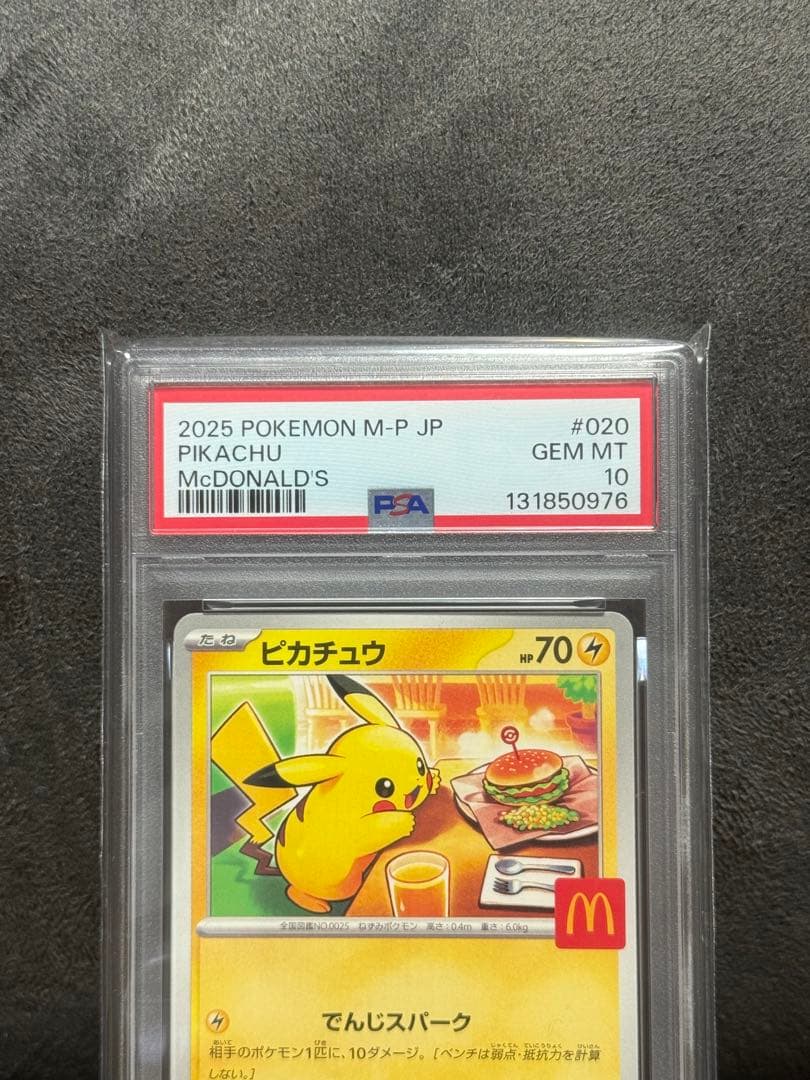 2025 POKEMON M-P JP #020
PIKACHU GEM MT
McDONALD'S 10
PSA 131850976
たね ピカチュウ HP70
全国図鑑NO.0025 ねずみポケモン 高さ:0.4m 重さ:6.0kg
M
でんじスパーク
相手のポケモン1匹に、10ダメージ。[ベンチは弱点・抵抗力を計算
しない。]